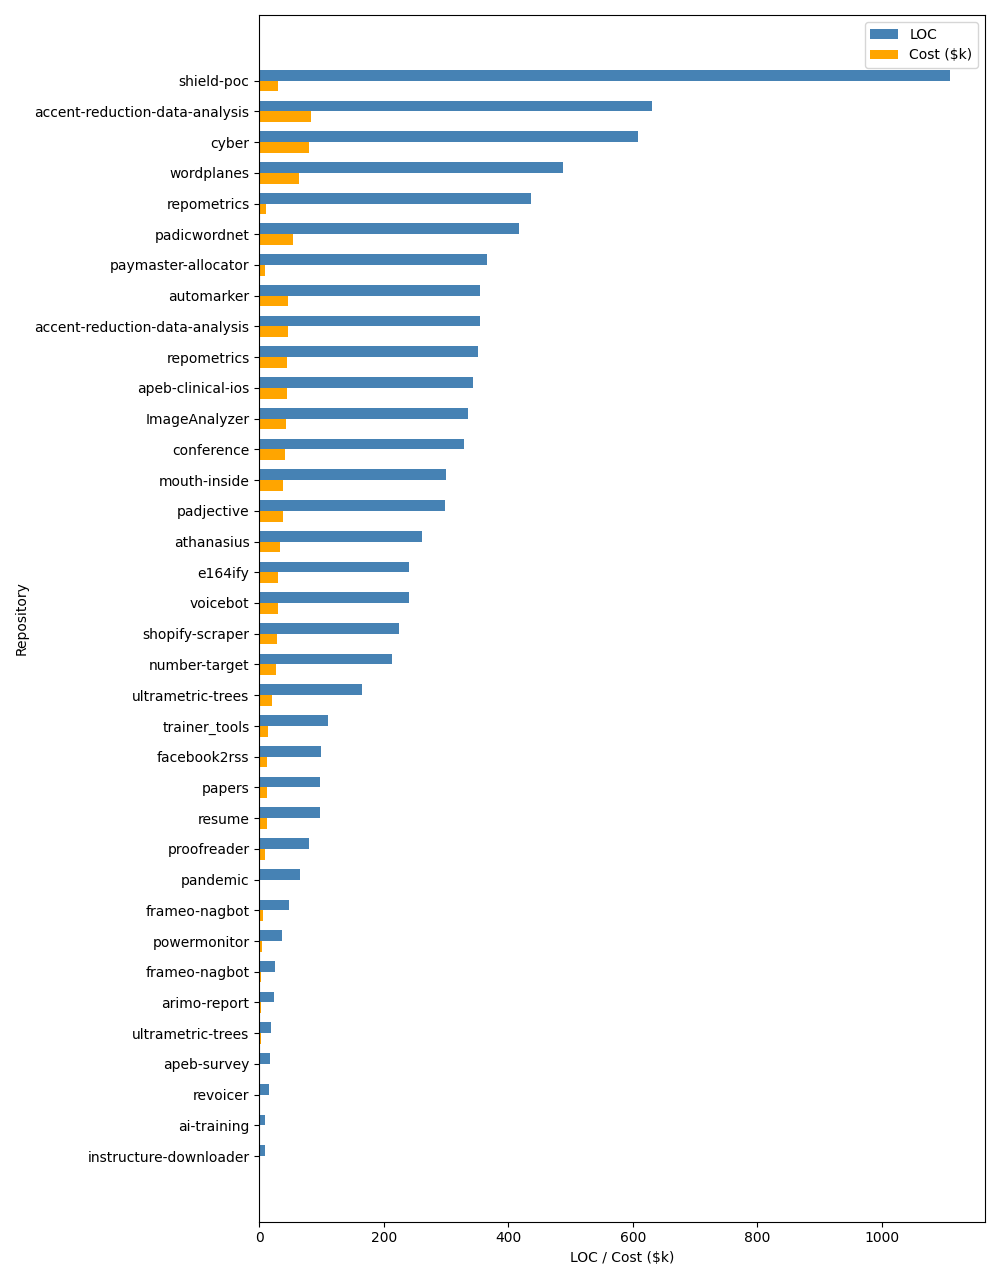 LOC
Cost ($k)
shield-poc
accent-reduction-data-analysis
cyber
wordplanes
repometrics
padicwordnet
paymaster-allocator
automarker
accent-reduction-data-analysis
repometrics
apeb-clinical-ios
ImageAnalyzer
conference
mouth-inside
padjective
athanasius
e164ify
voicebot
shopify-scraper
number-target
ultrametric-trees
trainer_tools
facebook2rss
papers
resume
proofreader
pandemic
frameo-nagbot
powermonitor
frameo-nagbot
arimo-report
ultrametric-trees
apeb-survey
revoicer
ai-training
instructure-downloader
Repository
0 200 400 600 800 1000
LOC / Cost ($k)